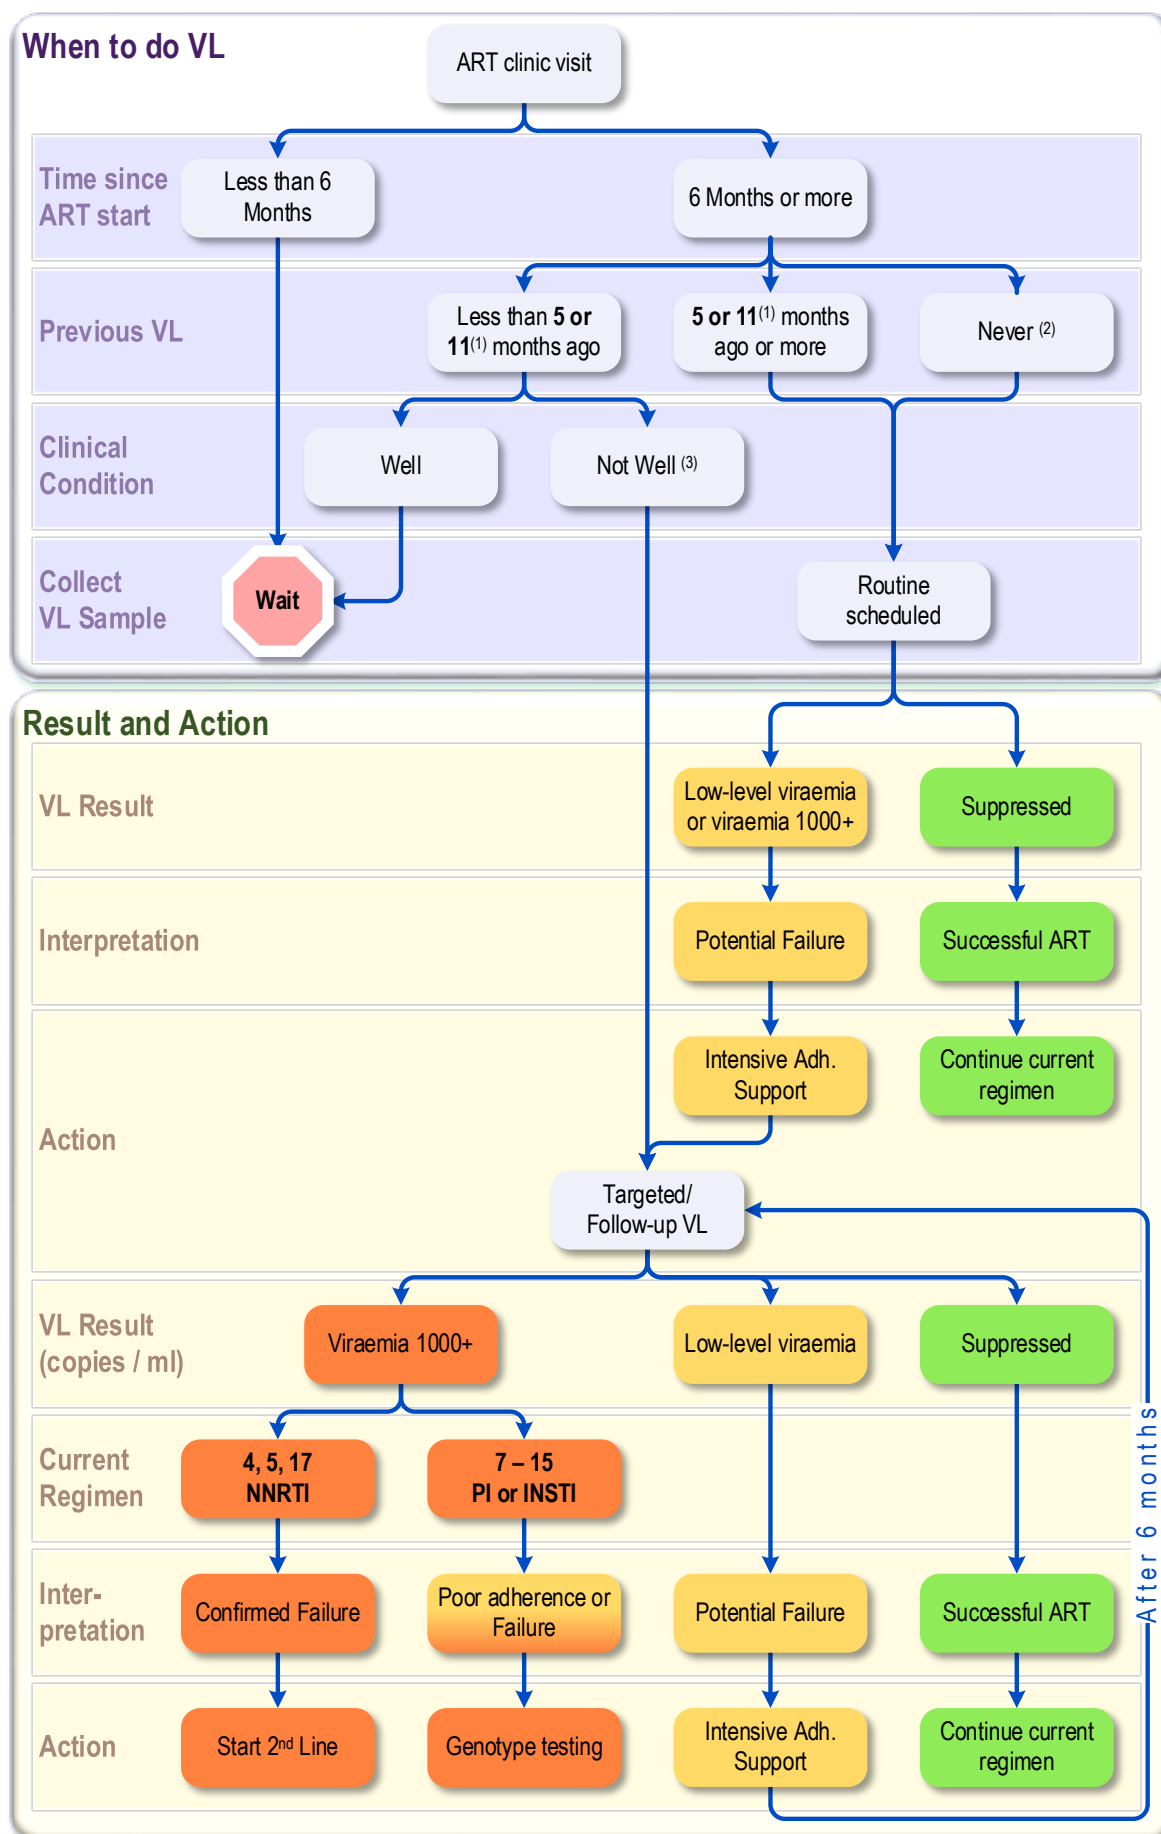 When to do VL
ART clinic visit
Time since
ART start
Less than 6
Months
6 Months or more
Previous VL
Less than 5 or
11(1) months ago
5 or 11(1) months
ago or more
Never (2)
Clinical
Condition
Well
Not Well (3)
Collect
VL Sample
Wait
Routine
scheduled
Result and Action
VL Result
Low-level viraemia
or viraemia 1000+
Suppressed
Interpretation
Potential Failure
Successful ART
Action
Intensive Adh.
Support
Continue current
regimen
Targeted/
Follow-up VL
VL Result
(copies / ml)
Viraemia 1000+
Low-level viraemia
Suppressed
Current
Regimen
4, 5, 17
NNRTI
7 – 15
PI or INSTI
After 6 months
Inter-
pretation
Confirmed Failure
Poor adherence or
Failure
Potential Failure
Successful ART
Action
Start 2nd Line
Genotype testing
Intensive Adh.
Support
Continue current
regimen